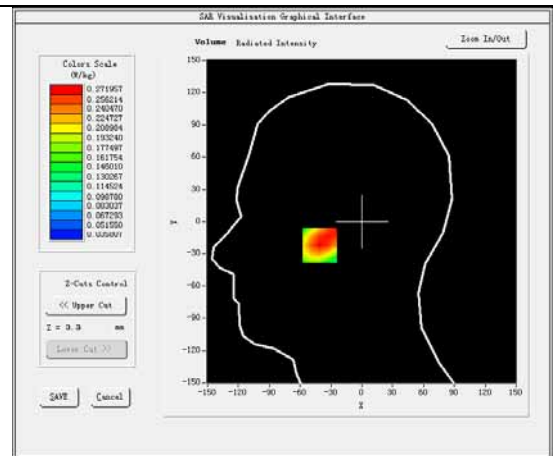 SAR Visualisation Graphical Interface
Volume Radiated Intensity
Zoom In/Out
Colors Scale
(W/kg)
0.271957
0.256214
0.240470
0.224727
0.208984
0.193240
0.177497
0.161754
0.146010
0.130267
0.114524
0.098780
0.083037
0.067293
0.051550
0.035807
150
120
90
60
30
0
-30
-60
-90
-120
-150
Y
-150 -120 -90 -60 -30 0 30 60 90 120 150
X
Z-Cuts Control
<< Upper Cut
Z = 3.3 mm
Lower Cut >>
SAVE Cancel